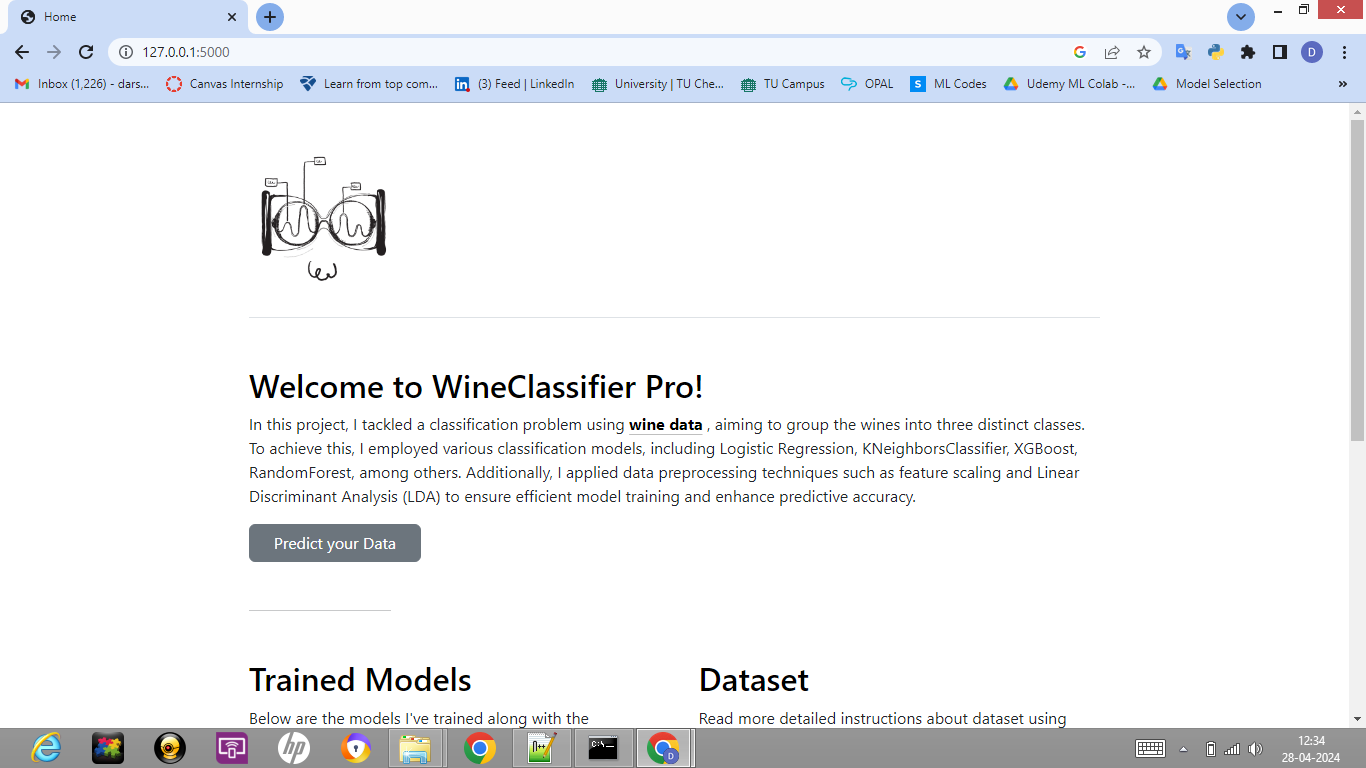 Home
127.0.0.1:5000
D
Inbox (1,226) - dars...
Canvas Internship
Learn from top com...
(3) Feed | LinkedIn
University | TU Che...
TU Campus
OPAL
S
ML Codes
Udemy ML Colab -...
Model Selection
»
Welcome to WineClassifier Pro!
In this project, I tackled a classification problem using wine data , aiming to group the wines into three distinct classes.
To achieve this, I employed various classification models, including Logistic Regression, KNeighborsClassifier, XGBoost,
RandomForest, among others. Additionally, I applied data preprocessing techniques such as feature scaling and Linear
Discriminant Analysis (LDA) to ensure efficient model training and enhance predictive accuracy.
Predict your Data
Trained Models
Dataset
Below are the models I've trained along with the
Read more detailed instructions about dataset using
hp
C:\
D
12:34
28-04-2024